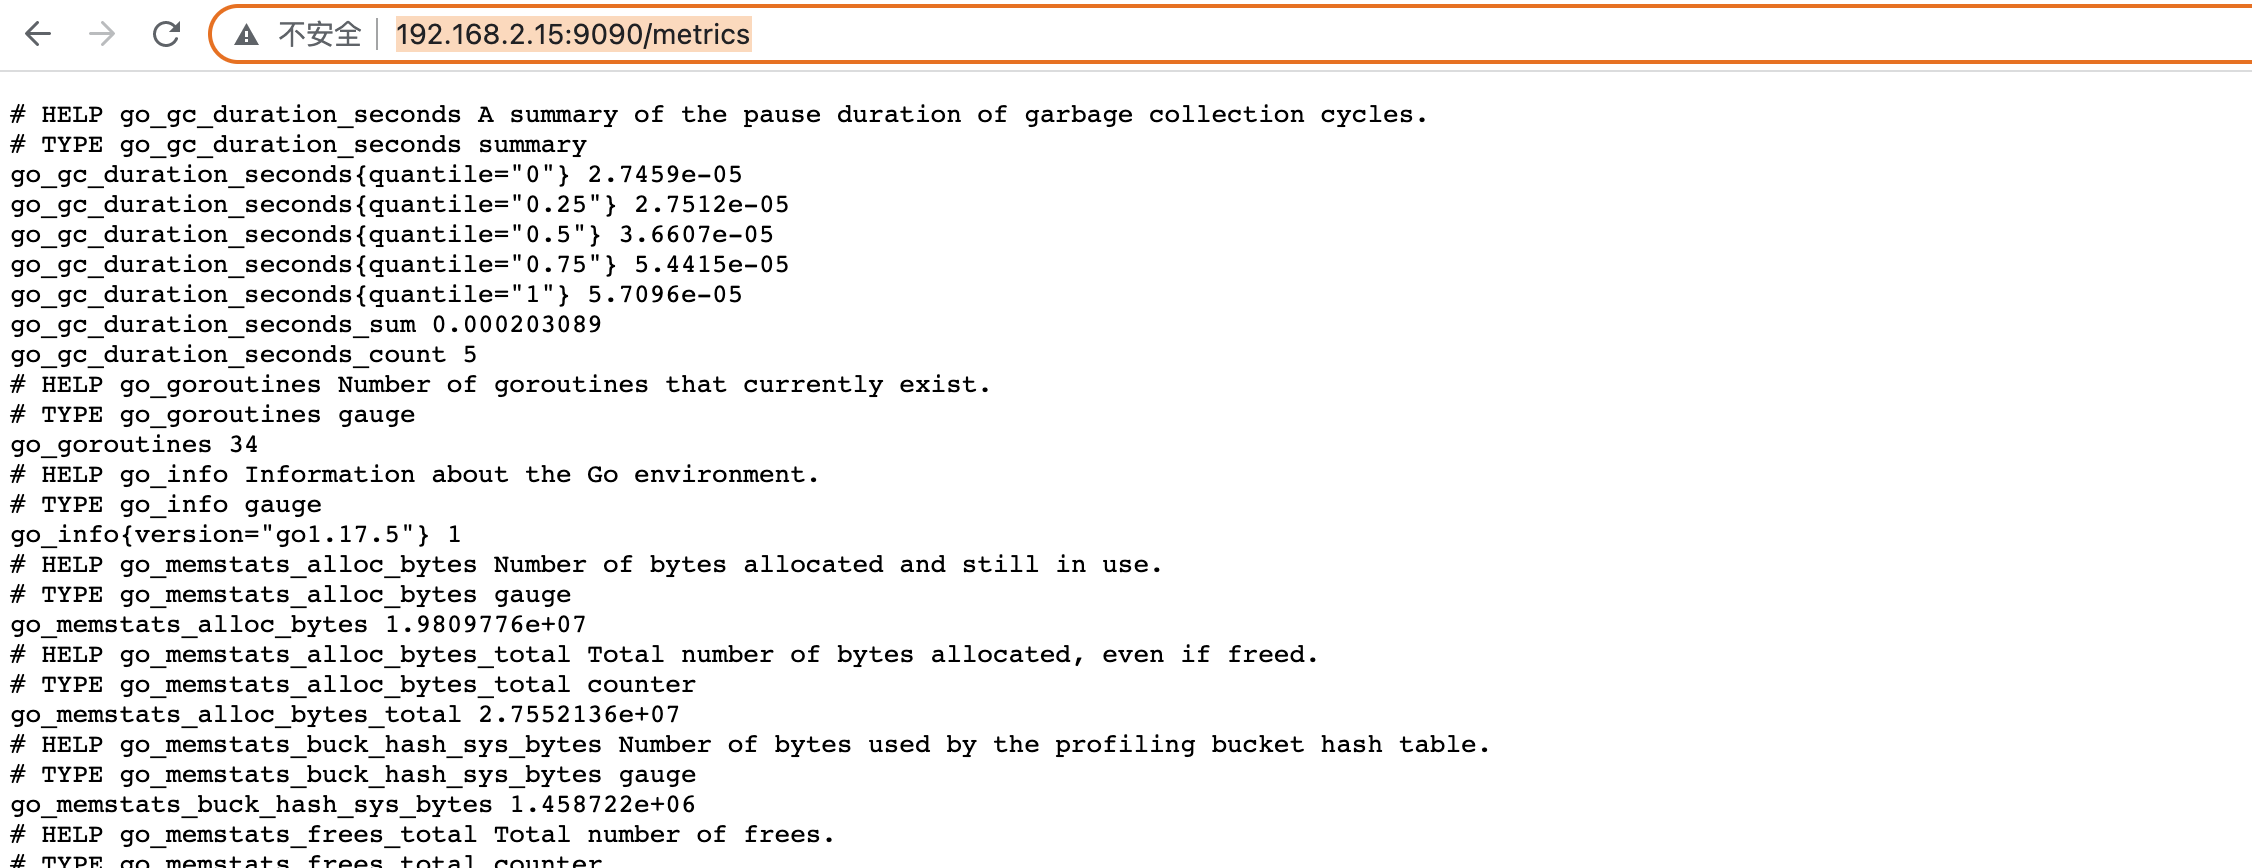 不安全 192.168.2.15:9090/metrics
# HELP go_gc_duration_seconds A summary of the pause duration of garbage collection cycles.
# TYPE go_gc_duration_seconds summary
go_gc_duration_seconds{quantile="0"} 2.7459e-05
go_gc_duration_seconds{quantile="0.25"} 2.7512e-05
go_gc_duration_seconds{quantile="0.5"} 3.6607e-05
go_gc_duration_seconds{quantile="0.75"} 5.4415e-05
go_gc_duration_seconds{quantile="1"} 5.7096e-05
go_gc_duration_seconds_sum 0.000203089
go_gc_duration_seconds_count 5
# HELP go_goroutines Number of goroutines that currently exist.
# TYPE go_goroutines gauge
go_goroutines 34
# HELP go_info Information about the Go environment.
# TYPE go_info gauge
go_info{version="go1.17.5"} 1
# HELP go_memstats_alloc_bytes Number of bytes allocated and still in use.
# TYPE go_memstats_alloc_bytes gauge
go_memstats_alloc_bytes 1.9809776e+07
# HELP go_memstats_alloc_bytes_total Total number of bytes allocated, even if freed.
# TYPE go_memstats_alloc_bytes_total counter
go_memstats_alloc_bytes_total 2.7552136e+07
# HELP go_memstats_buck_hash_sys_bytes Number of bytes used by the profiling bucket hash table.
# TYPE go_memstats_buck_hash_sys_bytes gauge
go_memstats_buck_hash_sys_bytes 1.458722e+06
# HELP go_memstats_frees_total Total number of frees.
# TYPE go_memstats_frees_total counter